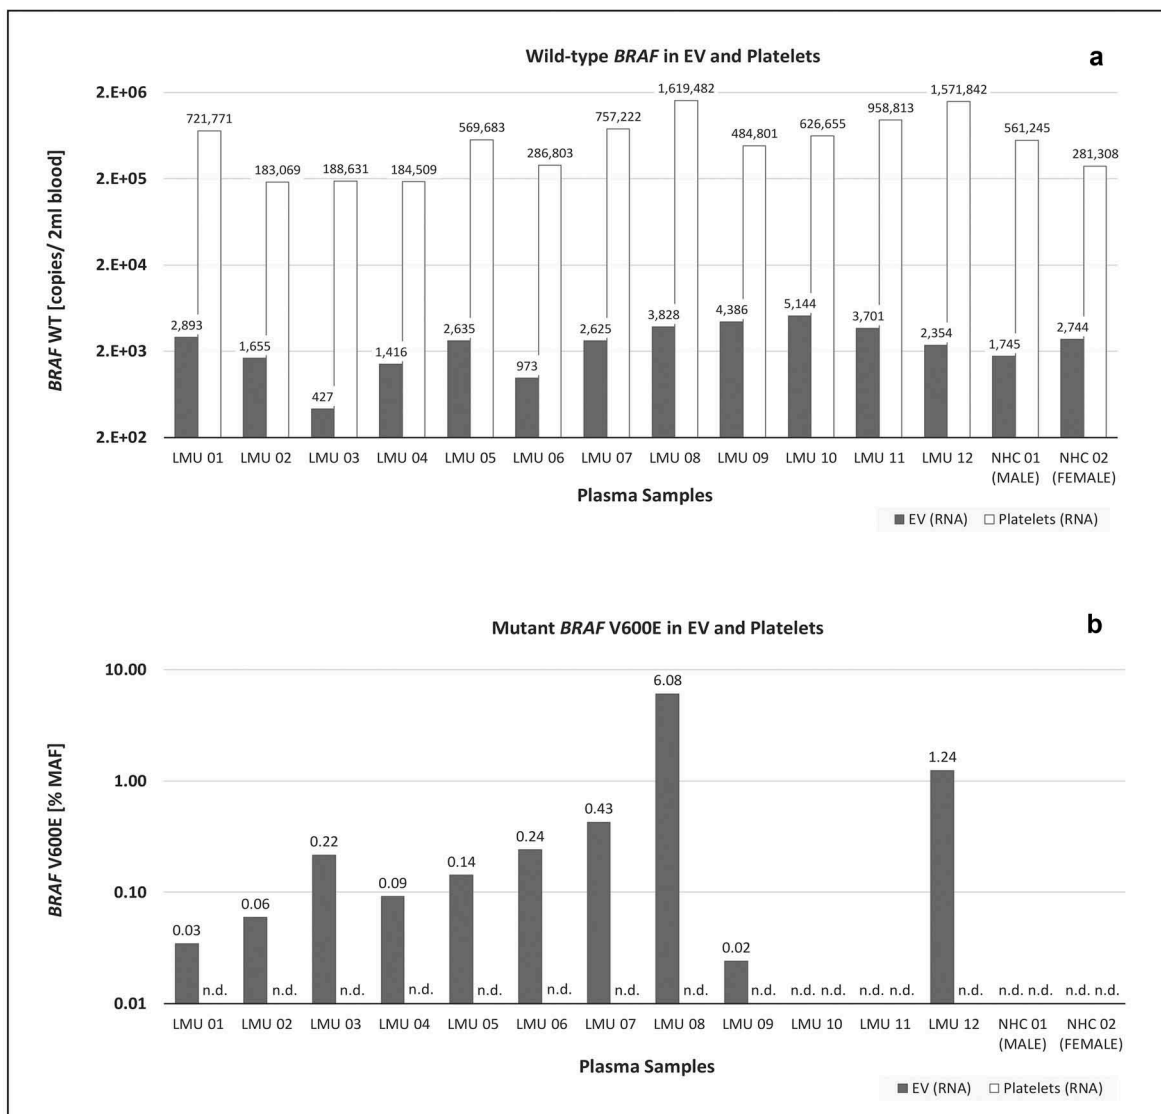 Wild-type BRAF in EV and Platelets
a
BRAF WT [copies/ 2ml blood]
2.E+06
2.E+05
2.E+04
2.E+03
2.E+02
721,771
183,069
188,631
184,509
569,683
286,803
757,222
1,619,482
484,801
626,655
958,813
1,571,842
561,245
281,308
2,893
1,655
427
1,416
2,635
973
2,625
3,828
4,386
5,144
3,701
2,354
1,745
2,744
LMU 01 LMU 02 LMU 03 LMU 04 LMU 05 LMU 06 LMU 07 LMU 08 LMU 09 LMU 10 LMU 11 LMU 12 NHC 01 NHC 02
(MALE) (FEMALE)
Plasma Samples
EV (RNA) Platelets (RNA)
Mutant BRAF V600E in EV and Platelets
b
BRAF V600E [% MAF]
10.00
1.00
0.10
0.01
0.03
0.06
0.22
0.09
0.14
0.24
0.43
6.08
0.02
1.24
n.d. n.d. n.d. n.d. n.d. n.d. n.d. n.d. n.d. n.d. n.d. n.d. n.d. n.d. n.d. n.d. n.d. n.d.
LMU 01 LMU 02 LMU 03 LMU 04 LMU 05 LMU 06 LMU 07 LMU 08 LMU 09 LMU 10 LMU 11 LMU 12 NHC 01 NHC 02
(MALE) (FEMALE)
Plasma Samples
EV (RNA) Platelets (RNA)